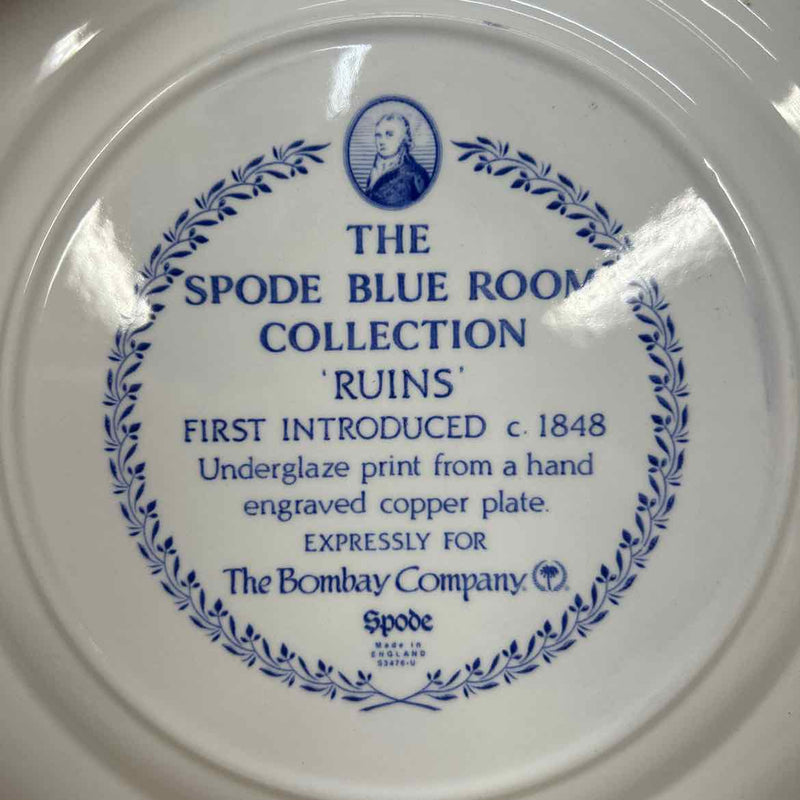 THE
SPODE BLUE ROOM
COLLECTION
'RUINS'
FIRST INTRODUCED c. 1848
Underglaze print from a hand
engraved copper plate.
EXPRESSLY FOR
The Bombay Company.
Spode
Made in
ENGLAND
S3476-U